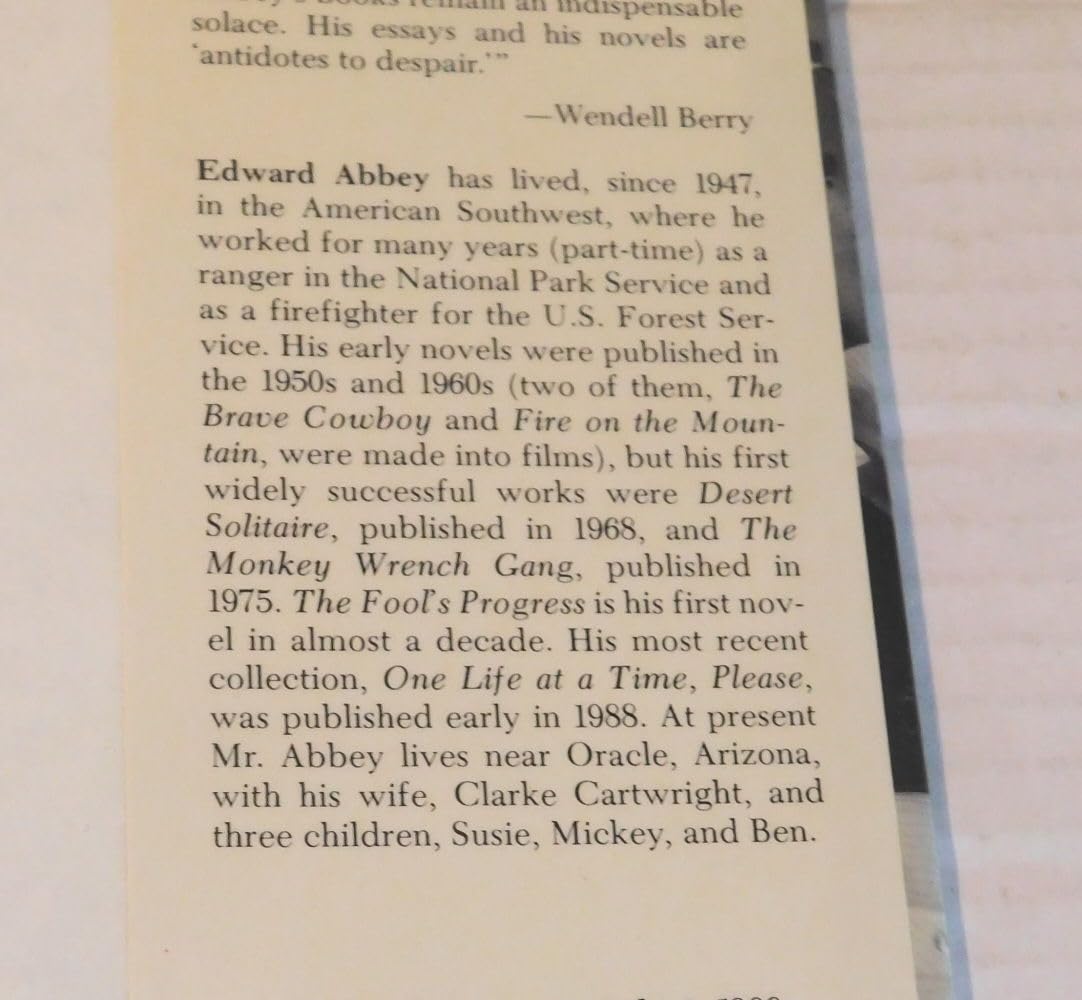 Books remain an indispensable
solace. His essays and his novels are
‘antidotes to despair.’”
—Wendell Berry
Edward Abbey has lived, since 1947,
in the American Southwest, where he
worked for many years (part-time) as a
ranger in the National Park Service and
as a firefighter for the U.S. Forest Ser-
vice. His early novels were published in
the 1950s and 1960s (two of them, The
Brave Cowboy and Fire on the Moun-
tain, were made into films), but his first
widely successful works were Desert
Solitaire, published in 1968, and The
Monkey Wrench Gang, published in
1975. The Fool's Progress is his first nov-
el in almost a decade. His most recent
collection, One Life at a Time, Please,
was published early in 1988. At present
Mr. Abbey lives near Oracle, Arizona,
with his wife, Clarke Cartwright, and
three children, Susie, Mickey, and Ben.